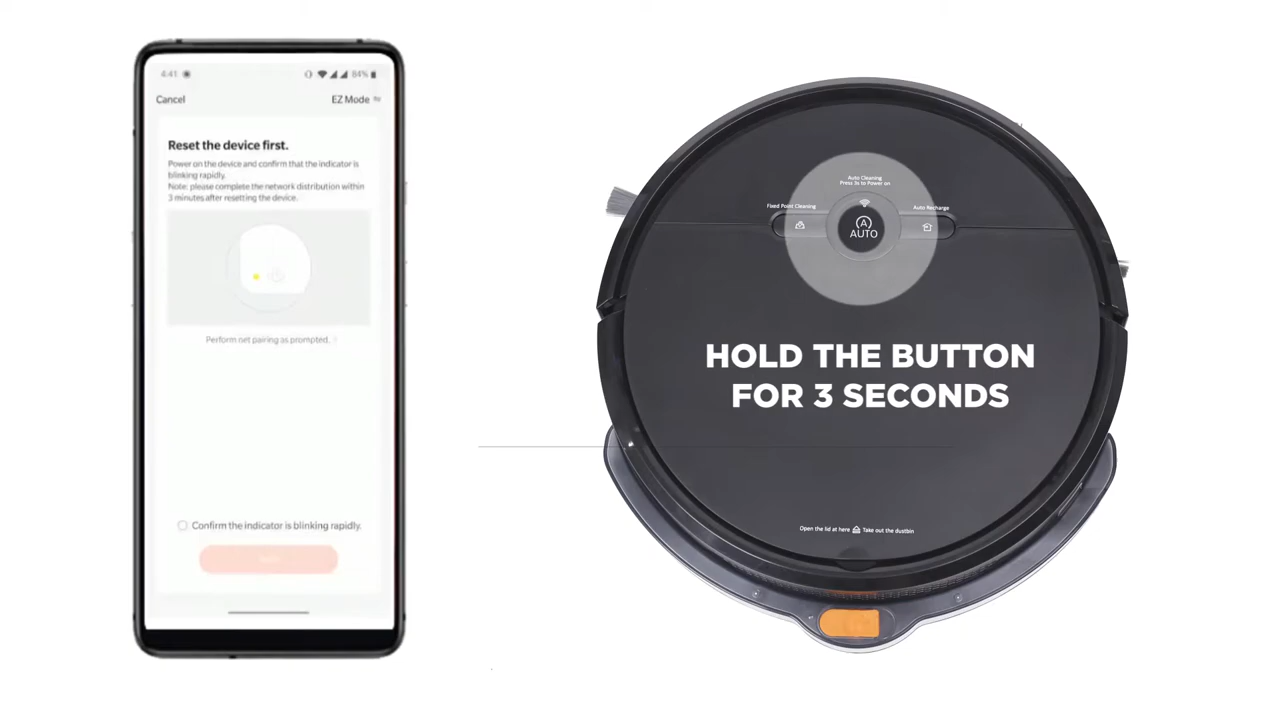 4:41
84%
Cancel
EZ Mode
Reset the device first.
Power on the device and confirm that the indicator is
blinking rapidly.
Note: please complete the network distribution within
3 minutes after resetting the device.
Perform net pairing as prompted.
Confirm the indicator is blinking rapidly.
Auto Cleaning
Press 3s to Power on
Fixed Point Cleaning
Auto Recharge
A
AUTO
HOLD THE BUTTON
FOR 3 SECONDS
Open the lid at here Take out the dustbin